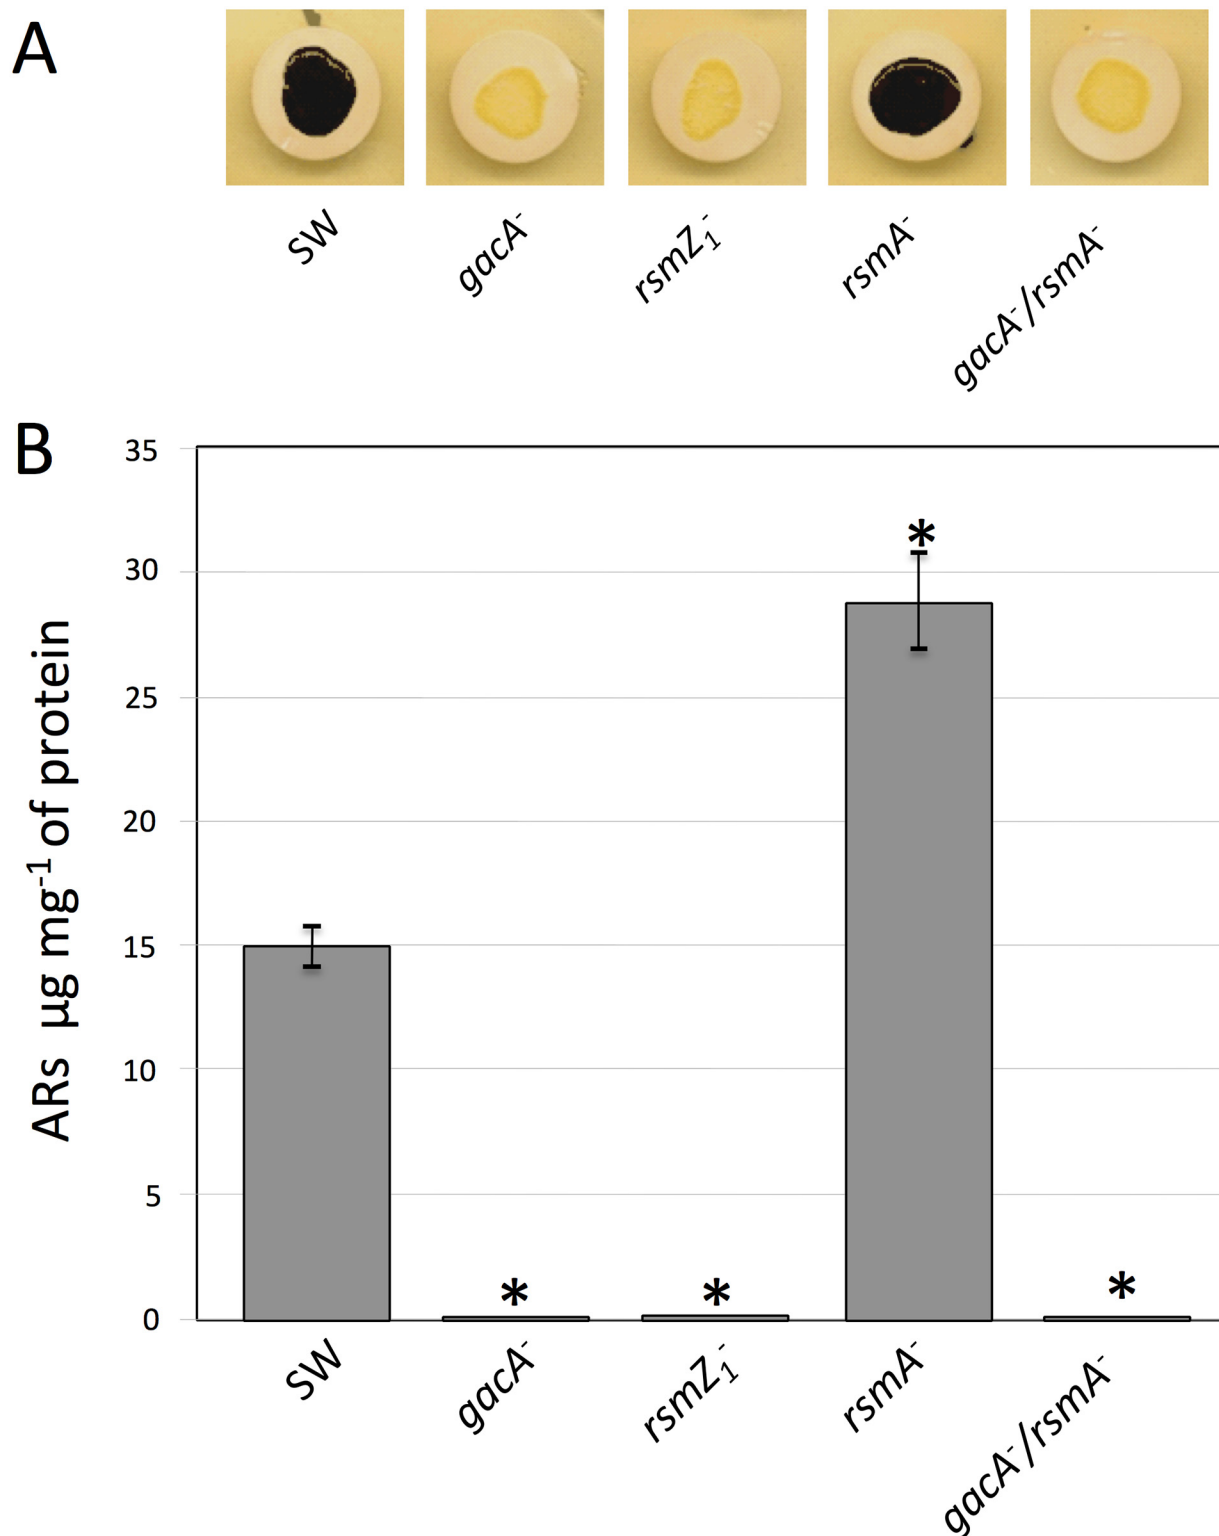 A
SW
gacA⁻
rsmZ₁⁻
rsmA⁻
gacA⁻/rsmA⁻
B
ARs µg mg⁻¹ of protein
35
30
25
20
15
10
5
0
*
*
*
*
SW
gacA⁻
rsmZ₁⁻
rsmA⁻
gacA⁻/rsmA⁻